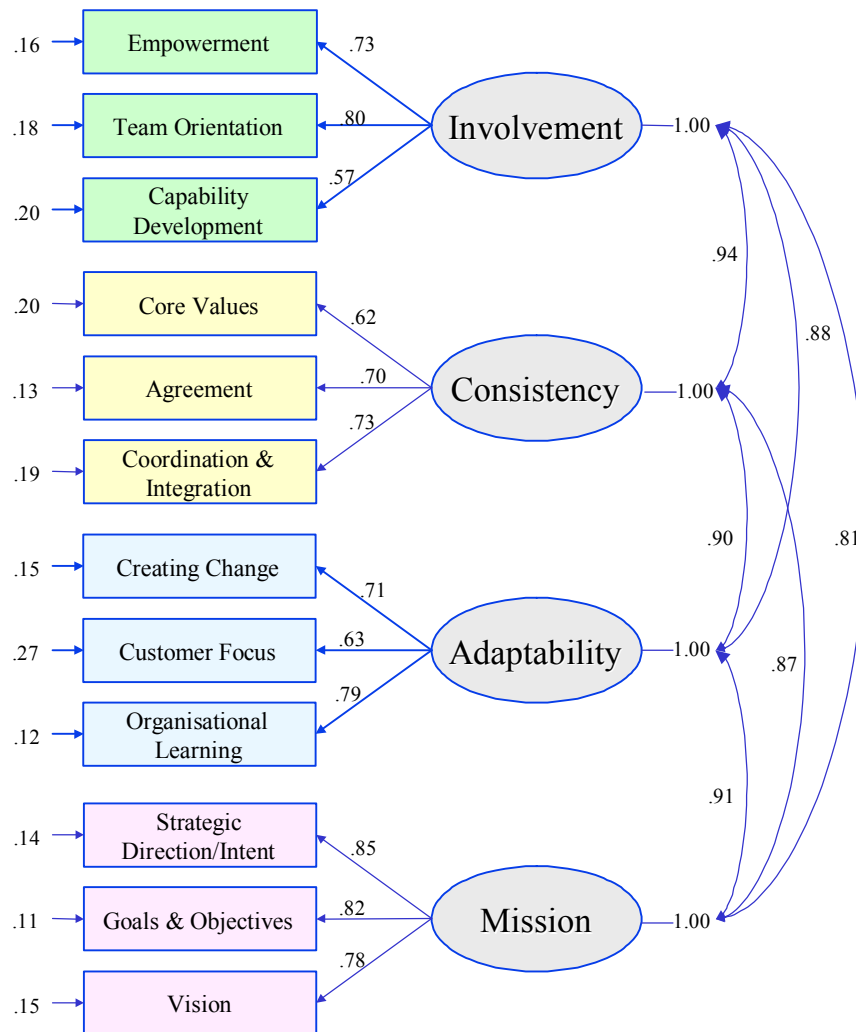 .16
Empowerment
.73
.18
Team Orientation
.80
Involvement
1.00
.57
.20
Capability
Development
.94
.20
Core Values
.62
.88
.13
Agreement
.70
Consistency
1.00
.73
.19
Coordination &
Integration
.90
.81
.15
Creating Change
.71
.27
Customer Focus
.63
Adaptability
1.00
.87
.79
.12
Organisational
Learning
.91
.14
Strategic
Direction/Intent
.85
.11
Goals & Objectives
.82
Mission
1.00
.78
.15
Vision